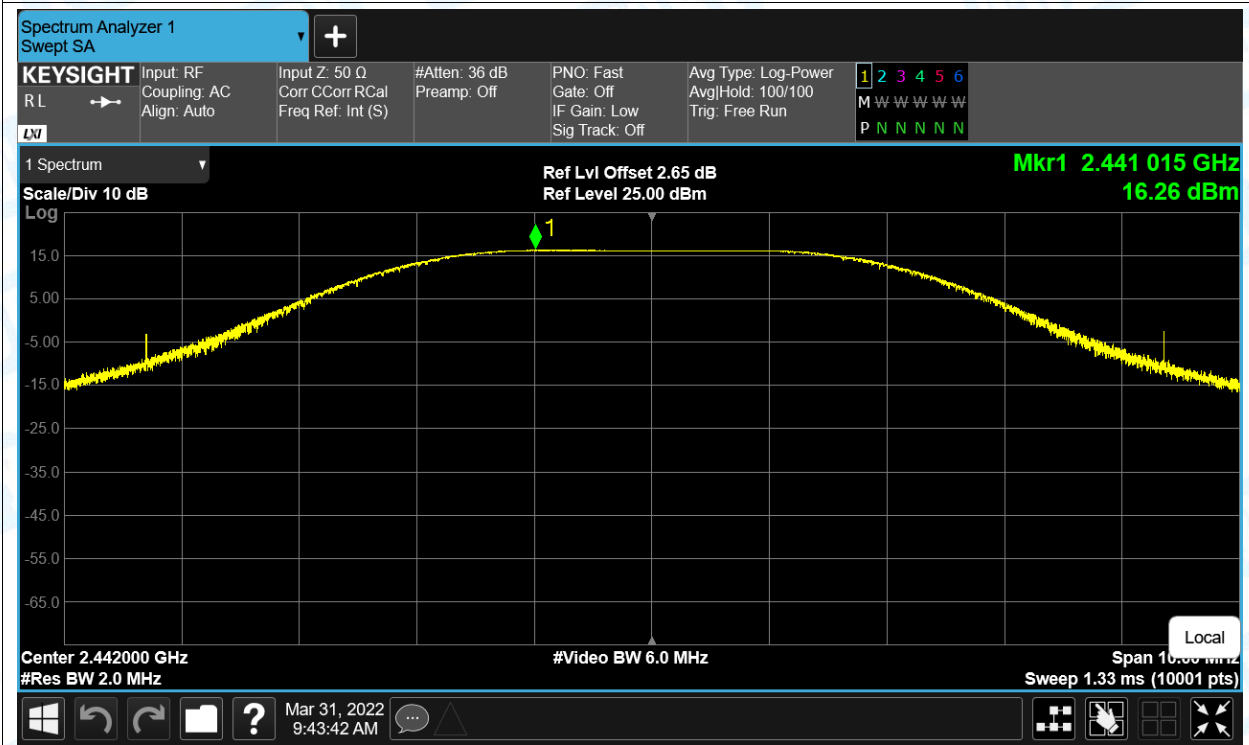 Spectrum Analyzer 1
Swept SA
KEYSIGHT
R L
LXI
Input: RF
Coupling: AC
Align: Auto
Input Z: 50 Ω
Corr CCorr RCal
Freq Ref: Int (S)
#Atten: 36 dB
Preamp: Off
PNO: Fast
Gate: Off
IF Gain: Low
Sig Track: Off
Avg Type: Log-Power
Avg|Hold: 100/100
Trig: Free Run
1 2 3 4 5 6
M W W W W W
P N N N N N
1 Spectrum
Scale/Div 10 dB
Log
Ref Lvl Offset 2.65 dB
Ref Level 25.00 dBm
Mkr1 2.441 015 GHz
16.26 dBm
1
15.0
5.00
-5.00
-15.0
-25.0
-35.0
-45.0
-55.0
-65.0
Local
Center 2.442000 GHz
#Video BW 6.0 MHz
Span 10.00 MHz
#Res BW 2.0 MHz
Sweep 1.33 ms (10001 pts)
?
Mar 31, 2022
9:43:42 AM